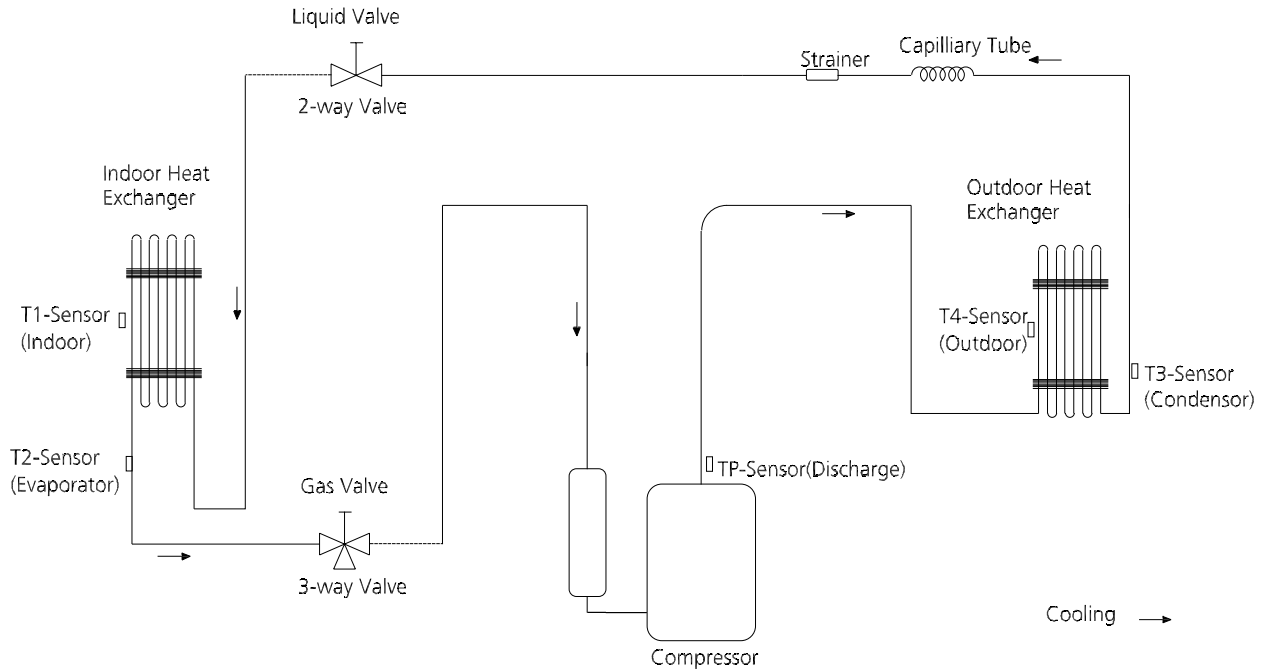 Liquid Valve
2-way Valve
Strainer
Capilliary Tube
Indoor Heat
Exchanger
Outdoor Heat
Exchanger
T1-Sensor
(Indoor)
T4-Sensor
(Outdoor)
T3-Sensor
(Condensor)
T2-Sensor
(Evaporator)
Gas Valve
3-way Valve
TP-Sensor(Discharge)
Compressor
Cooling